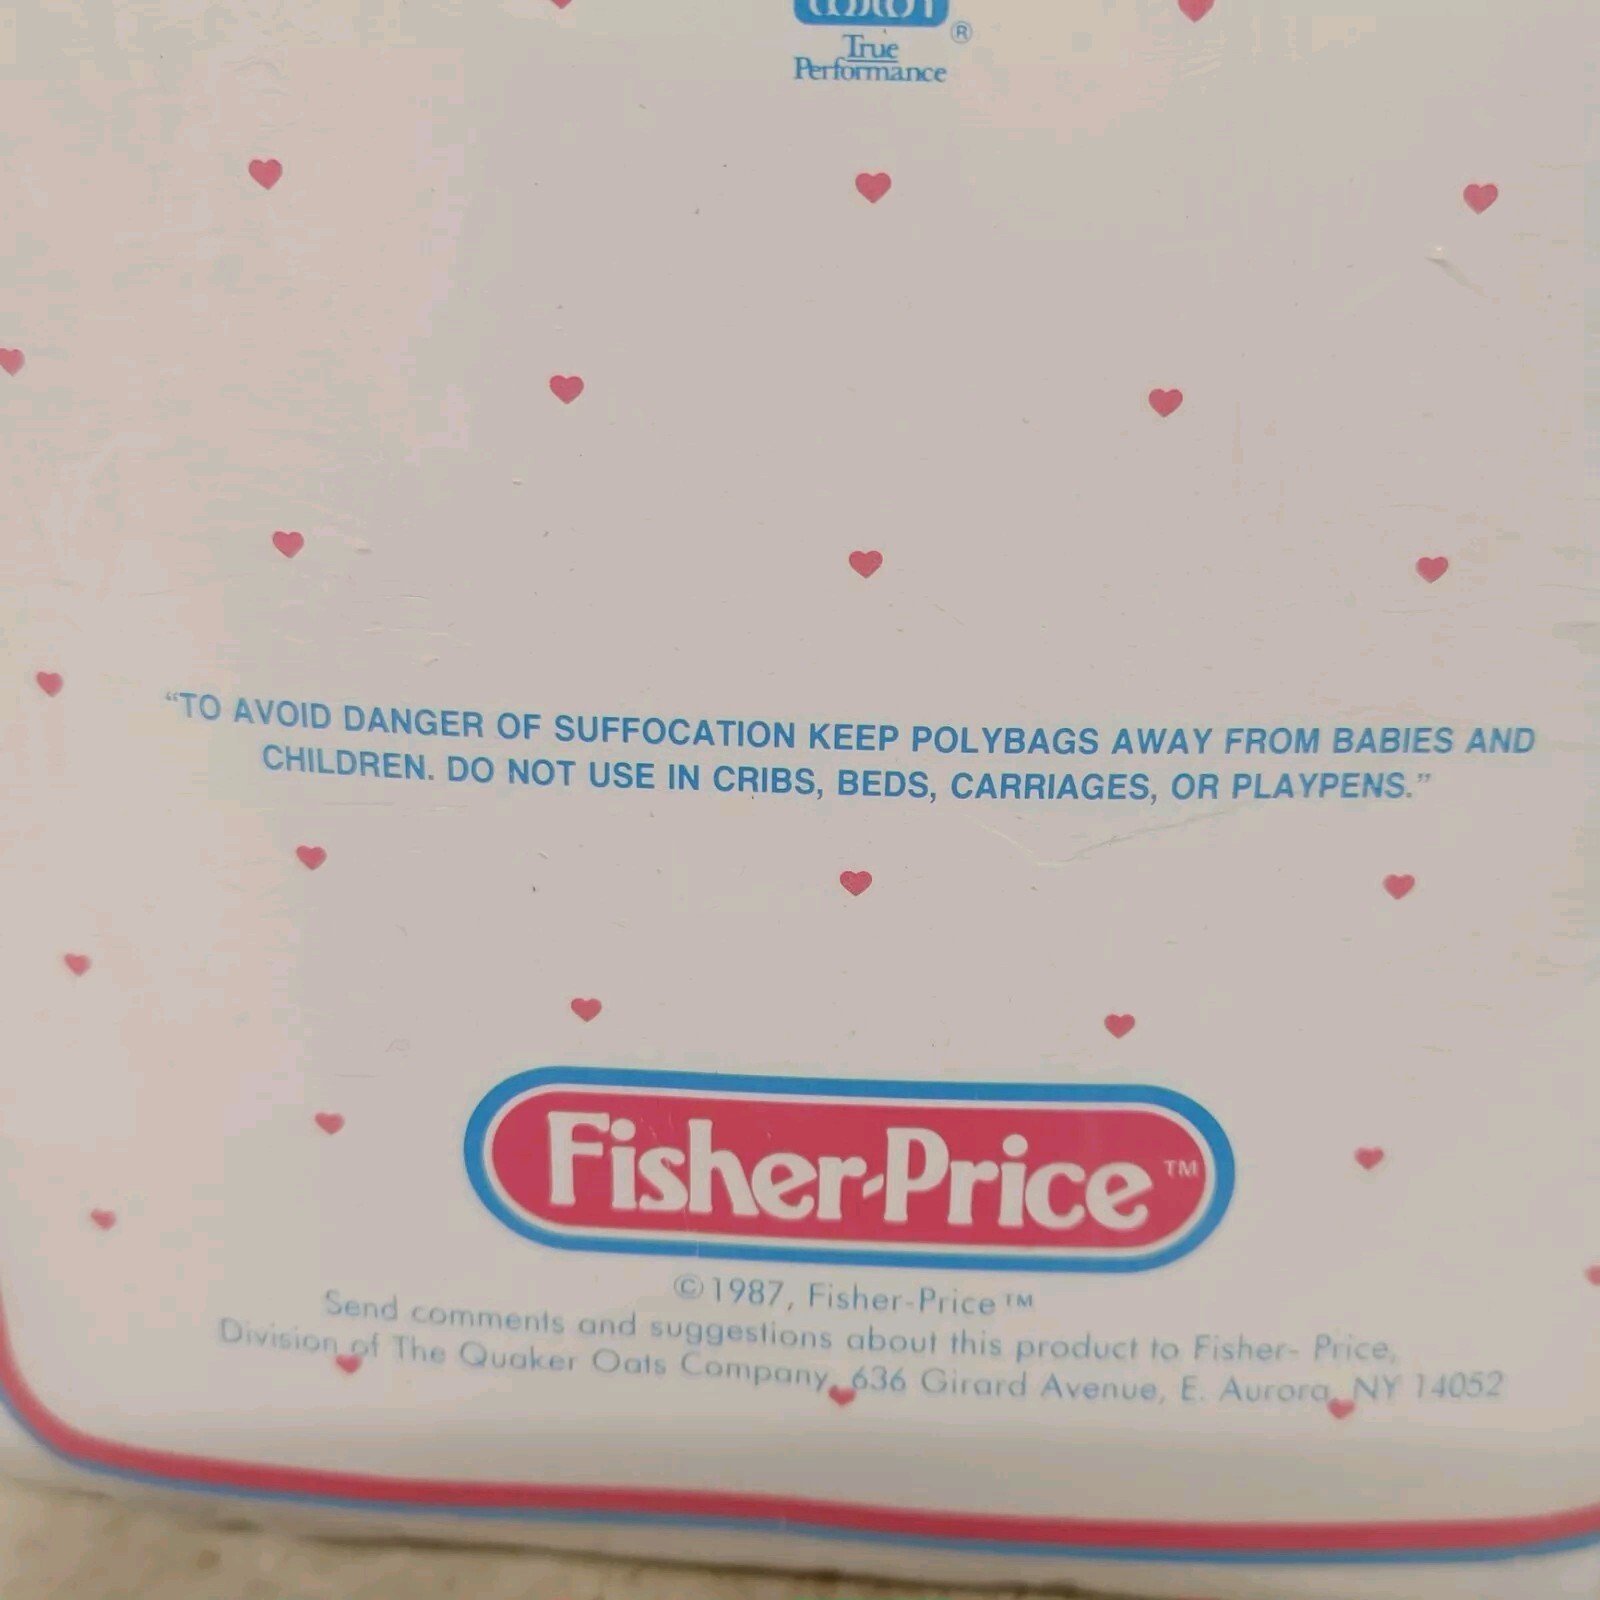 ®
True
Performance
“TO AVOID DANGER OF SUFFOCATION KEEP POLYBAGS AWAY FROM BABIES AND
CHILDREN. DO NOT USE IN CRIBS, BEDS, CARRIAGES, OR PLAYPENS.”
Fisher-Price™
©1987, Fisher-Price™
Send comments and suggestions about this product to Fisher- Price,
Division of The Quaker Oats Company, 636 Girard Avenue, E. Aurora, NY 14052